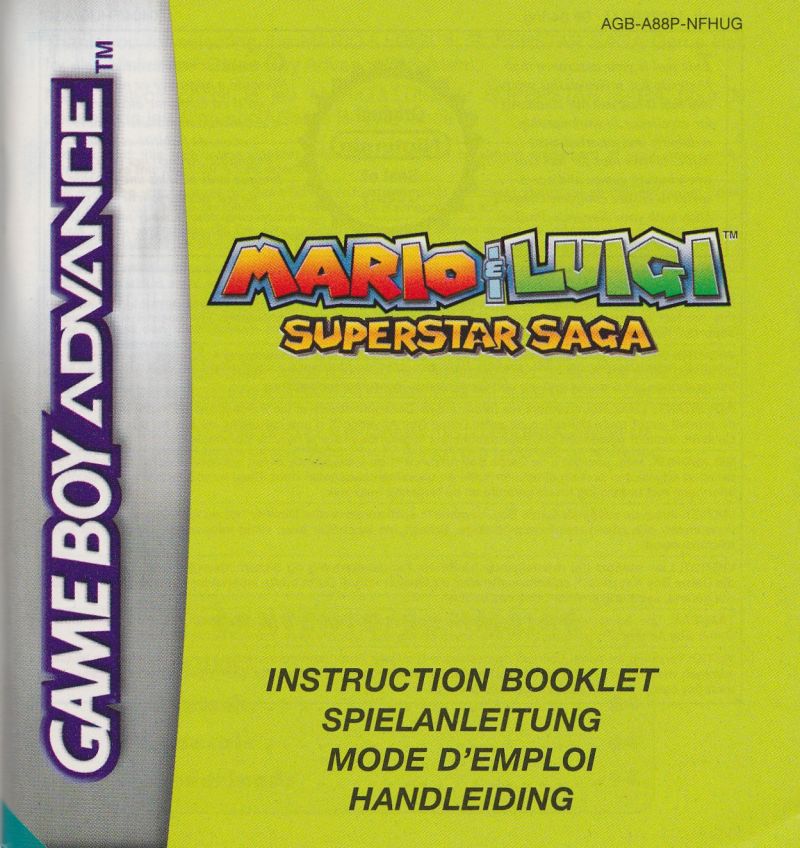 AGB-A88P-NFHUG
GAME BOY ADVANCE™
MARIO & LUIGI™
SUPERSTAR SAGA
INSTRUCTION BOOKLET
SPIELANLEITUNG
MODE D'EMPLOI
HANDLEIDING